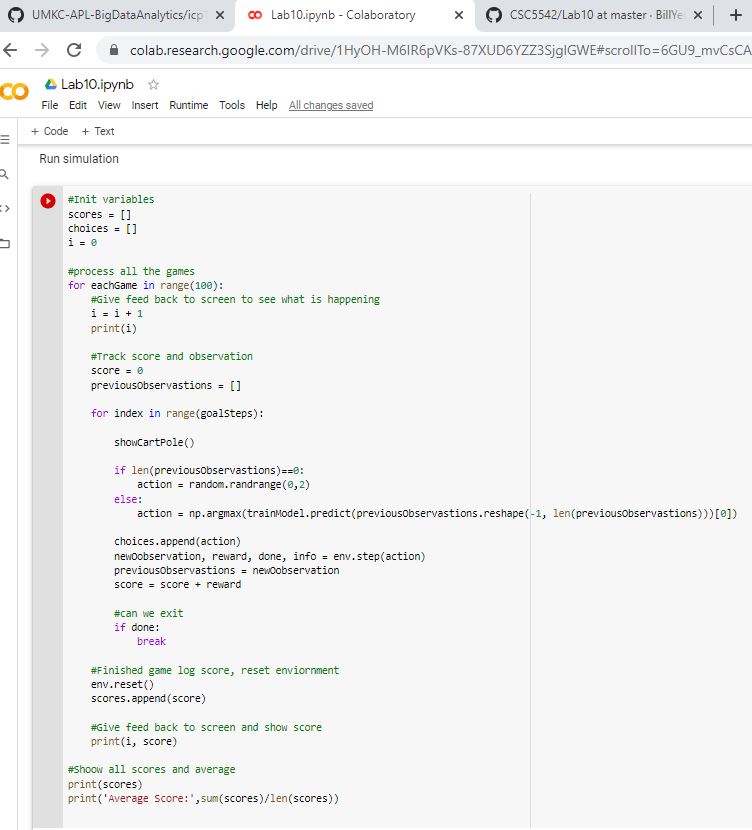 UMKC-APL-BigDataAnalytics/icp1
Lab10.ipynb - Colaboratory
CSC5542/Lab10 at master · BillYe
colab.research.google.com/drive/1HyOH-M6IR6pVKs-87XUD6YZZ3SjglGWE#scrollTo=6GU9_mvCsCA
Lab10.ipynb
File Edit View Insert Runtime Tools Help All changes saved
+ Code + Text
Run simulation
#Init variables
scores = []
choices = []
i = 0
#process all the games
for eachGame in range(100):
#Give feed back to screen to see what is happening
i = i + 1
print(i)
#Track score and observation
score = 0
previousObservastions = []
for index in range(goalSteps):
showCartPole()
if len(previousObservastions)==0:
action = random.randrange(0,2)
else:
action = np.argmax(trainModel.predict(previousObservastions.reshape(-1, len(previousObservastions)))[0])
choices.append(action)
newOobservation, reward, done, info = env.step(action)
previousObservastions = newOobservation
score = score + reward
#can we exit
if done:
break
#Finished game log score, reset enviornment
env.reset()
scores.append(score)
#Give feed back to screen and show score
print(i, score)
#Shoow all scores and average
print(scores)
print('Average Score:',sum(scores)/len(scores))